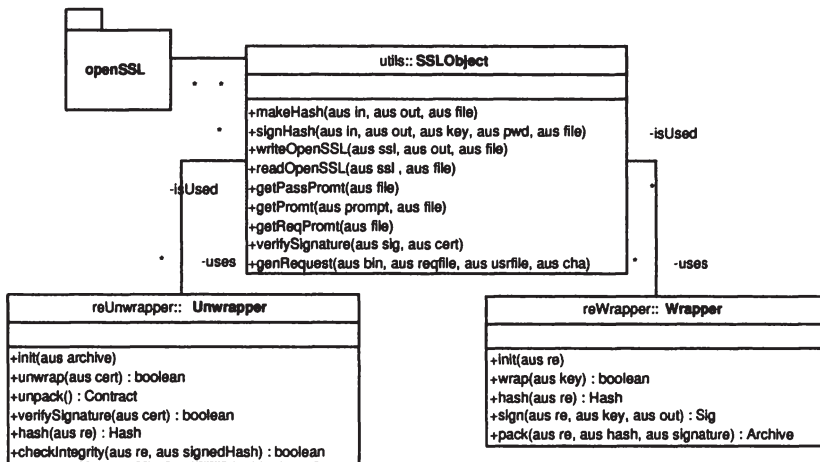 openSSL
utils:: SSLObject
* *
*
+makeHash(aus in, aus out, aus file)
+signHash(aus in, aus out, aus key, aus pwd, aus file)
+writeOpenSSL(aus ssl, aus out, aus file)
+readOpenSSL(aus ssl , aus file)
+getPassPromt(aus file)
+getPromt(aus prompt, aus file)
+getReqPromt(aus file)
+verifySignature(aus sig, aus cert)
+genRequest(aus bin, aus reqfile, aus usrfile, aus cha)
-isUsed
-isUsed
*
* -uses
* -uses
reUnwrapper:: Unwrapper
+init(aus archive)
+unwrap(aus cert) : boolean
+unpack() : Contract
+verifySignature(aus cert) : boolean
+hash(aus re) : Hash
+checkIntegrity(aus re, aus signedHash) : boolean
reWrapper:: Wrapper
+init(aus re)
+wrap(aus key) : boolean
+hash(aus re) : Hash
+sign(aus re, aus key, aus out) : Sig
+pack(aus re, aus hash, aus signature) : Archive